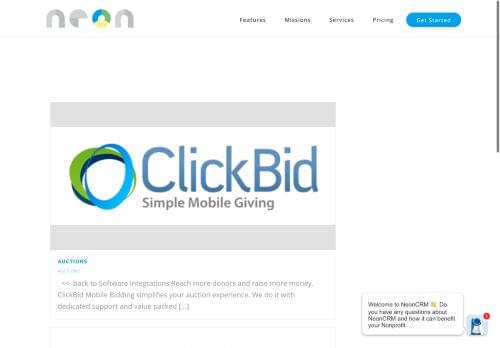 neon
Features Missions Services Pricing Get Started
ClickBid
Simple Mobile Giving
AUCTIONS
AUCTIONS
<< back to Software Integrations Reach more donors and raise more money.
ClickBid Mobile Bidding simplifies your auction experience. We do it with
dedicated support and value packed [...]
Welcome to NeonCRM 👋 Do
you have any questions about
NeonCRM and how it can benefit
your Nonprofit ...
1